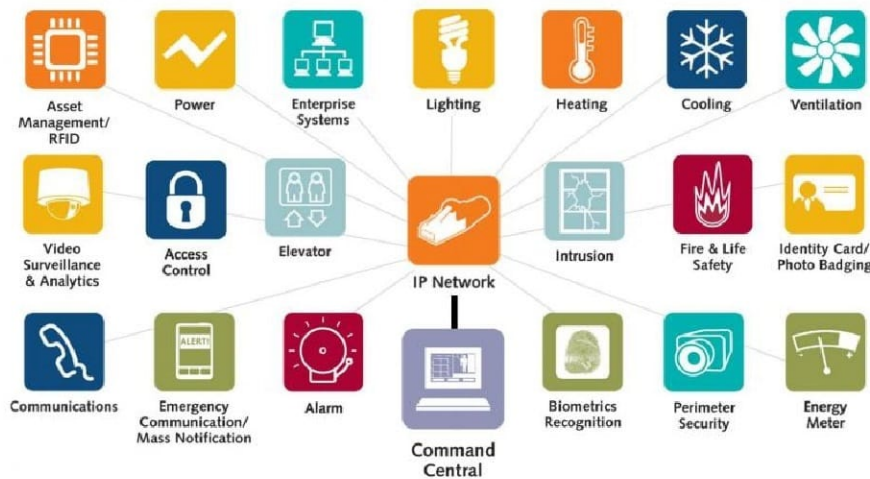 Asset
Management/
RFID
Power
Enterprise
Systems
Lighting
Heating
Cooling
Ventilation
Video
Surveillance
& Analytics
Access
Control
Elevator
IP Network
Intrusion
Fire & Life
Safety
Identity Card/
Photo Badging
Communications
ALERT!
Emergency
Communication/
Mass Notification
Alarm
Command
Central
Biometrics
Recognition
Perimeter
Security
- +
Energy
Meter